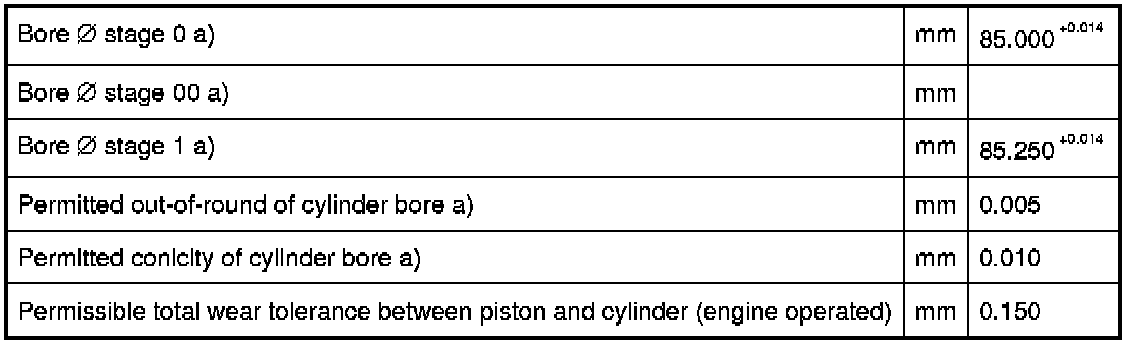 Bore Ø stage 0 a) mm 85.000 +0.014
Bore Ø stage 00 a) mm
Bore Ø stage 1 a) mm 85.250 +0.014
Permitted out-of-round of cylinder bore a) mm 0.005
Permitted conicity of cylinder bore a) mm 0.010
Permissible total wear tolerance between piston and cylinder (engine operated) mm 0.150